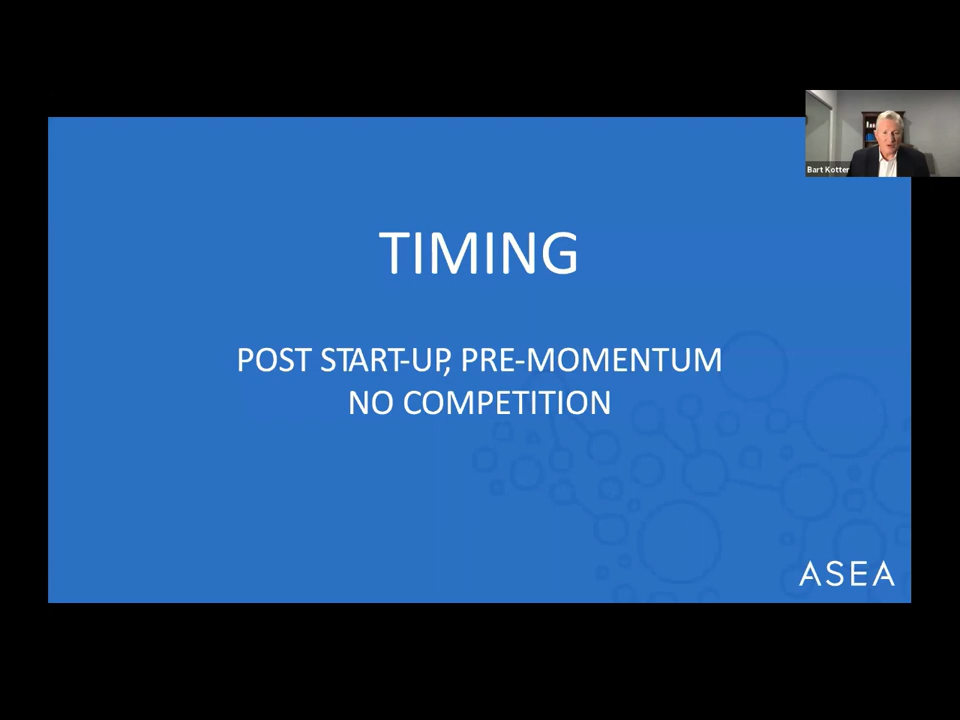 Bart Kotter
TIMING
POST START-UP, PRE-MOMENTUM
NO COMPETITION
ASEA